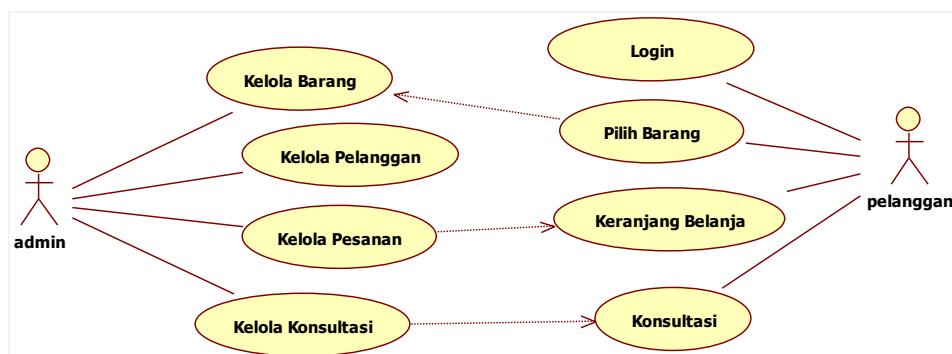 Login
Kelola Barang
Pilih Barang
Kelola Pelanggan
admin
pelanggan
Kelola Pesanan
Keranjang Belanja
Kelola Konsultasi
Konsultasi